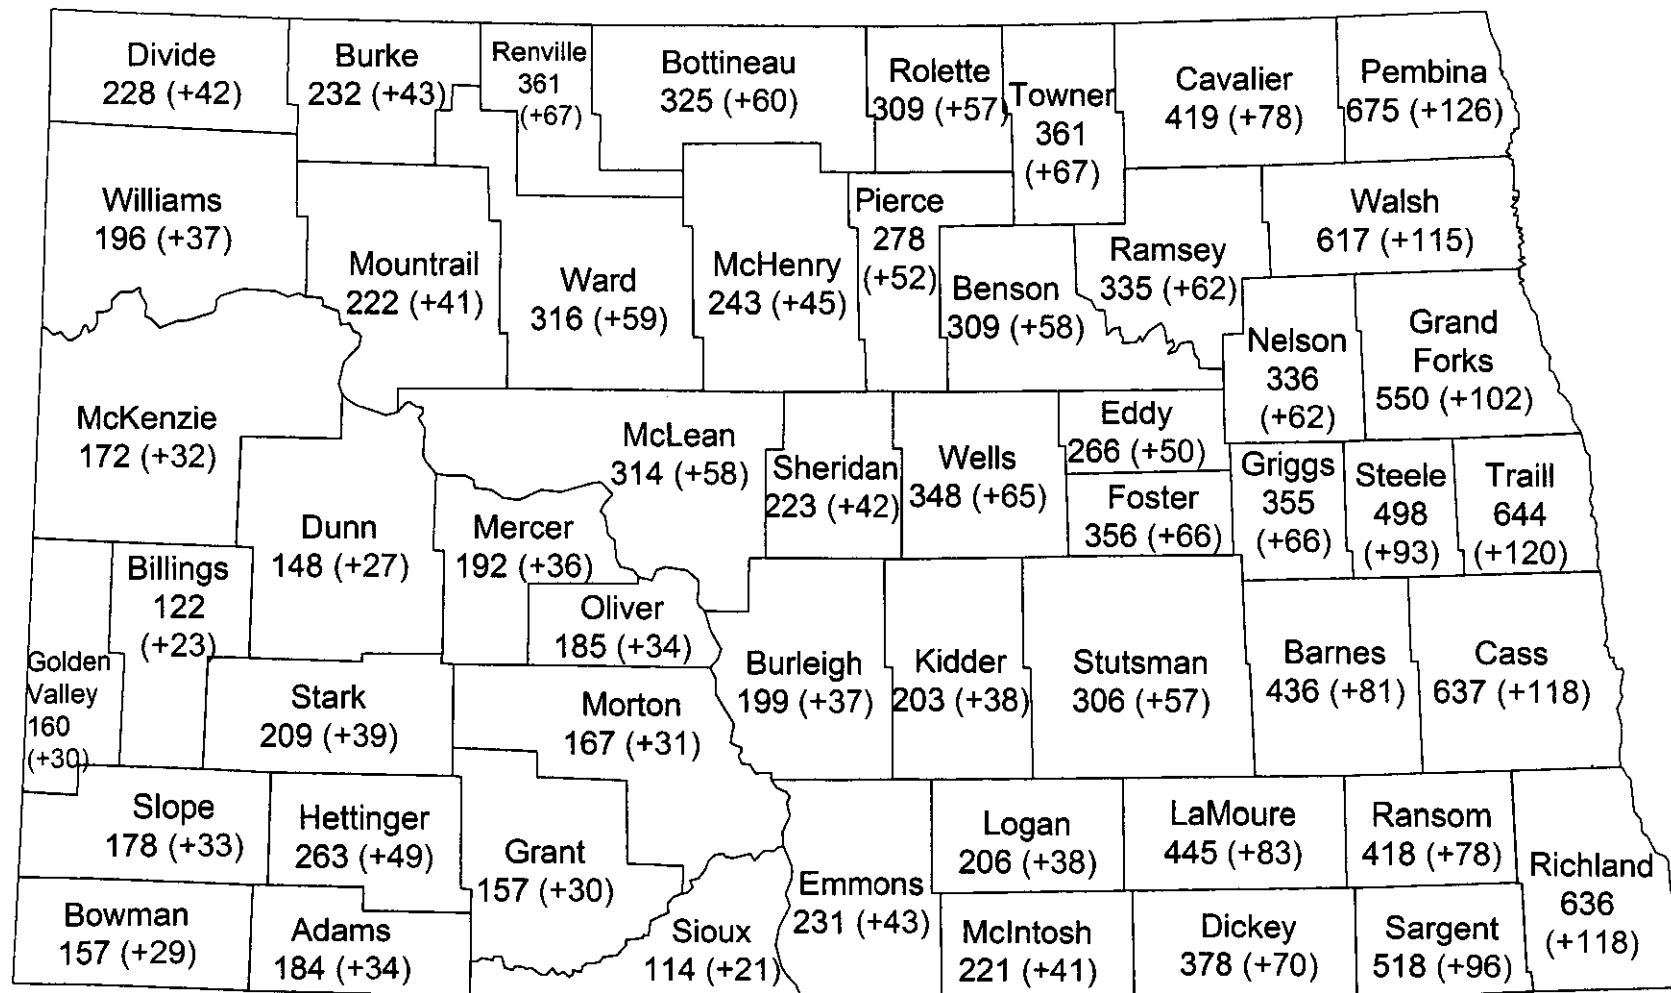 Divide
228 (+42)
Burke
232 (+43)
Renville
361
(+67)
Bottineau
325 (+60)
Rolette
309 (+57)
Towner
361
(+67)
Cavalier
419 (+78)
Pembina
675 (+126)
Williams
196 (+37)
Mountrail
222 (+41)
Ward
316 (+59)
McHenry
243 (+45)
Pierce
278
(+52)
Benson
309 (+58)
Ramsey
335 (+62)
Walsh
617 (+115)
Nelson
336
(+62)
Grand
Forks
550 (+102)
McKenzie
172 (+32)
Dunn
148 (+27)
McLean
314 (+58)
Mercer
192 (+36)
Oliver
185 (+34)
Sheridan
223 (+42)
Wells
348 (+65)
Eddy
266 (+50)
Foster
356 (+66)
Griggs
355
(+66)
Steele
498
(+93)
Traill
644
(+120)
Golden
Valley
160
(+30)
Billings
122
(+23)
Stark
209 (+39)
Morton
167 (+31)
Burleigh
199 (+37)
Kidder
203 (+38)
Stutsman
306 (+57)
Barnes
436 (+81)
Cass
637 (+118)
Slope
178 (+33)
Hettinger
263 (+49)
Grant
157 (+30)
Bowman
157 (+29)
Adams
184 (+34)
Sioux
114 (+21)
Emmons
231 (+43)
Logan
206 (+38)
McIntosh
221 (+41)
LaMoure
445 (+83)
Dickey
378 (+70)
Ransom
418 (+78)
Sargent
518 (+96)
Richland
636
(+118)